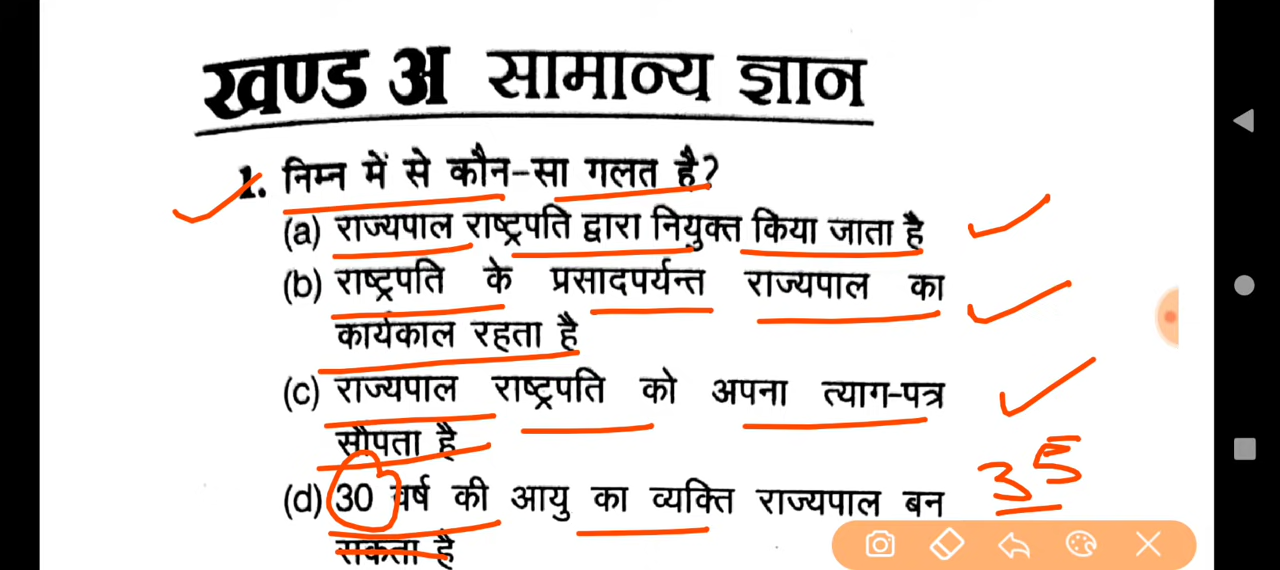 खण्ड अ सामान्य ज्ञान
1. निम्न में से कौन-सा गलत है?
(a) राज्यपाल राष्ट्रपति द्वारा नियुक्त किया जाता है
(b) राष्ट्रपति के प्रसादपर्यन्त राज्यपाल का
कार्यकाल रहता है
(c) राज्यपाल राष्ट्रपति को अपना त्याग-पत्र
सौपता है
35
(d) 30 वर्ष की आयु का व्यक्ति राज्यपाल बन
सकता है